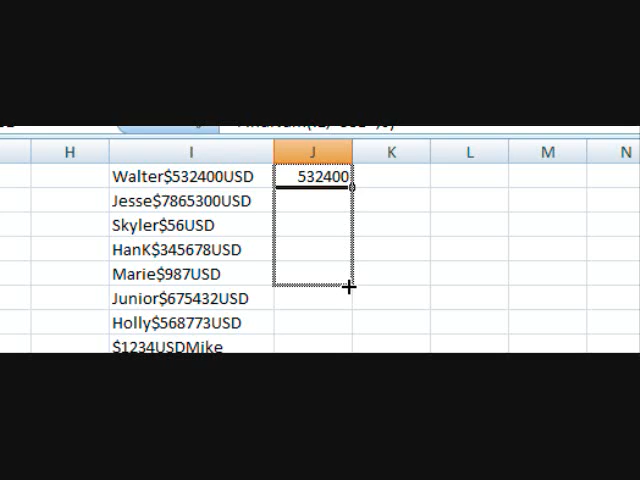 H I J K L M N
Walter$532400USD 532400
Jesse$7865300USD
Skyler$56USD
HanK$345678USD
Marie$987USD
Junior$675432USD
Holly$568773USD
$1234USDMike